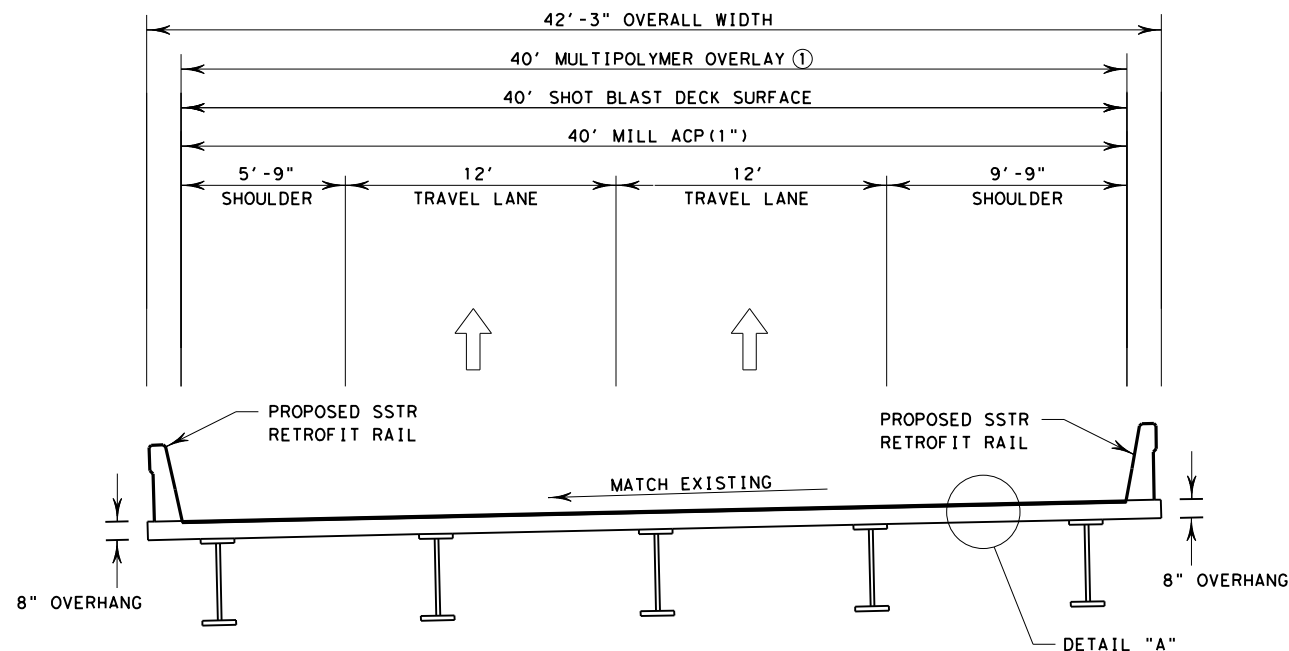 42'-3" OVERALL WIDTH
40' MULTIPOLYMER OVERLAY ①
40' SHOT BLAST DECK SURFACE
40' MILL ACP(1")
5'-9"
SHOULDER
12'
TRAVEL LANE
12'
TRAVEL LANE
9'-9"
SHOULDER
PROPOSED SSTR
RETROFIT RAIL
PROPOSED SSTR
RETROFIT RAIL
MATCH EXISTING
8" OVERHANG
8" OVERHANG
DETAIL "A"